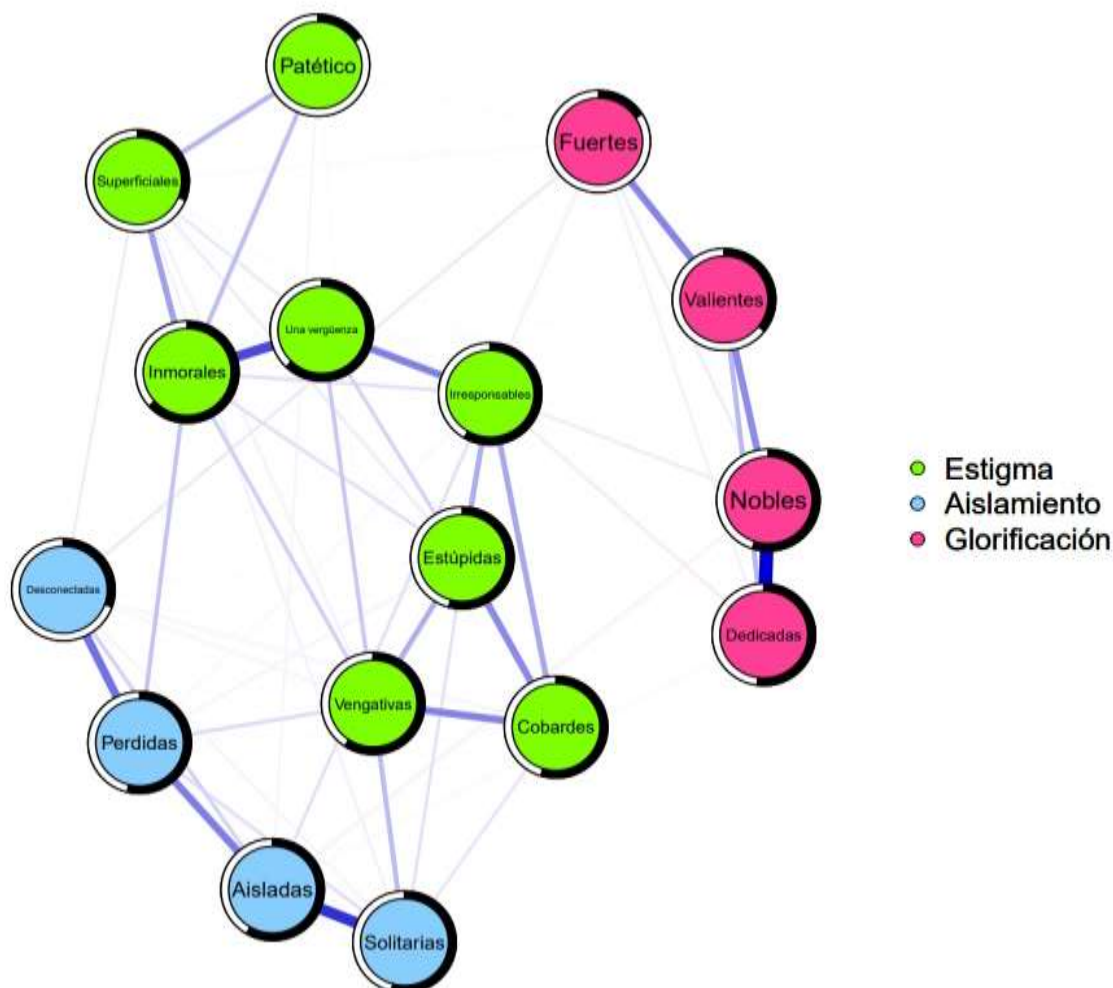 Patético
Fuertes
Superficiales
Valientes
Una vergüenza
Inmorales
Irresponsables
Estigma
Aislamiento
Glorificación
Nobles
Estúpidas
Desconectadas
Dedicadas
Vengativas
Cobardes
Perdidas
Aisladas
Solitarias